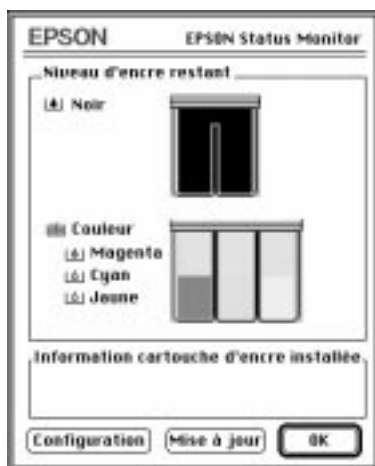 EPSON EPSON Status Monitor
Niveau d'encre restant
Noir
Couleur
Magenta
Cyan
Jaune
Information cartouche d'encre installée
Configuration Mise à jour OK